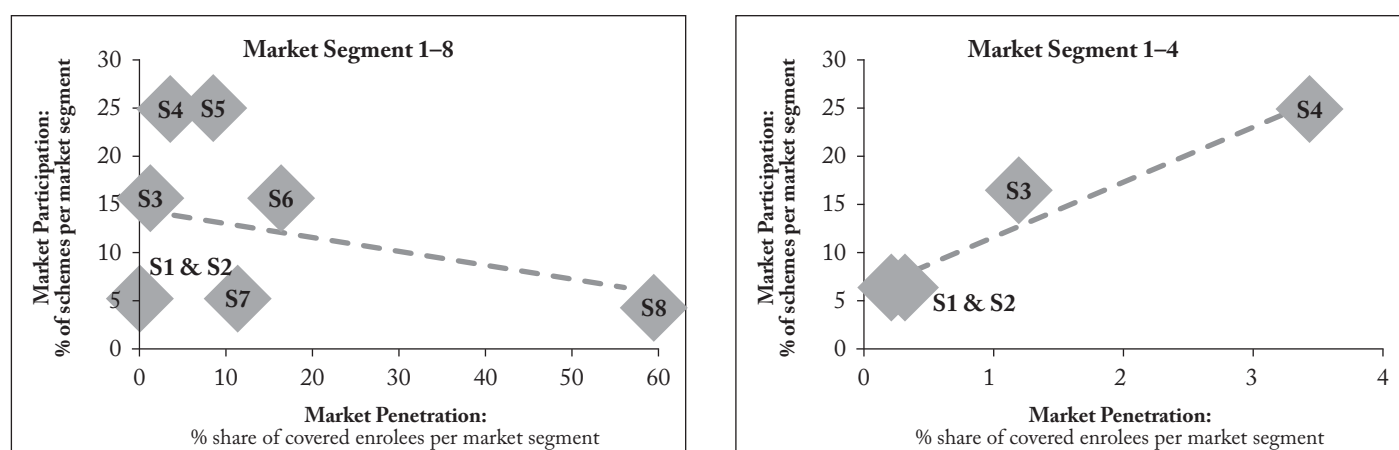 Market Segment 1–8
Market Participation:
% of schemes per market segment
30
25
20
15
10
5
0
S4
S5
S3
S6
S1 & S2
S7
S8
0
10
20
30
10
40
50
60
Market Penetration:
% share of covered enrolees per market segment
Market Segment 1–4
Market Participation:
% of schemes per market segment
30
25
20
15
10
5
0
S4
S3
S1 & S2
0
1
2
3
4
Market Penetration:
% share of covered enrolees per market segment